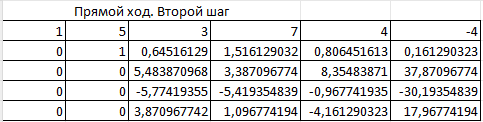 Прямой ход. Второй шаг
1 5 3 7 4 -4
0 1 0,64516129 1,516129032 0,806451613 0,161290323
0 0 5,483870968 3,387096774 8,35483871 37,87096774
0 0 -5,77419355 -5,419354839 -0,967741935 -30,19354839
0 0 3,870967742 1,096774194 -4,161290323 17,96774194